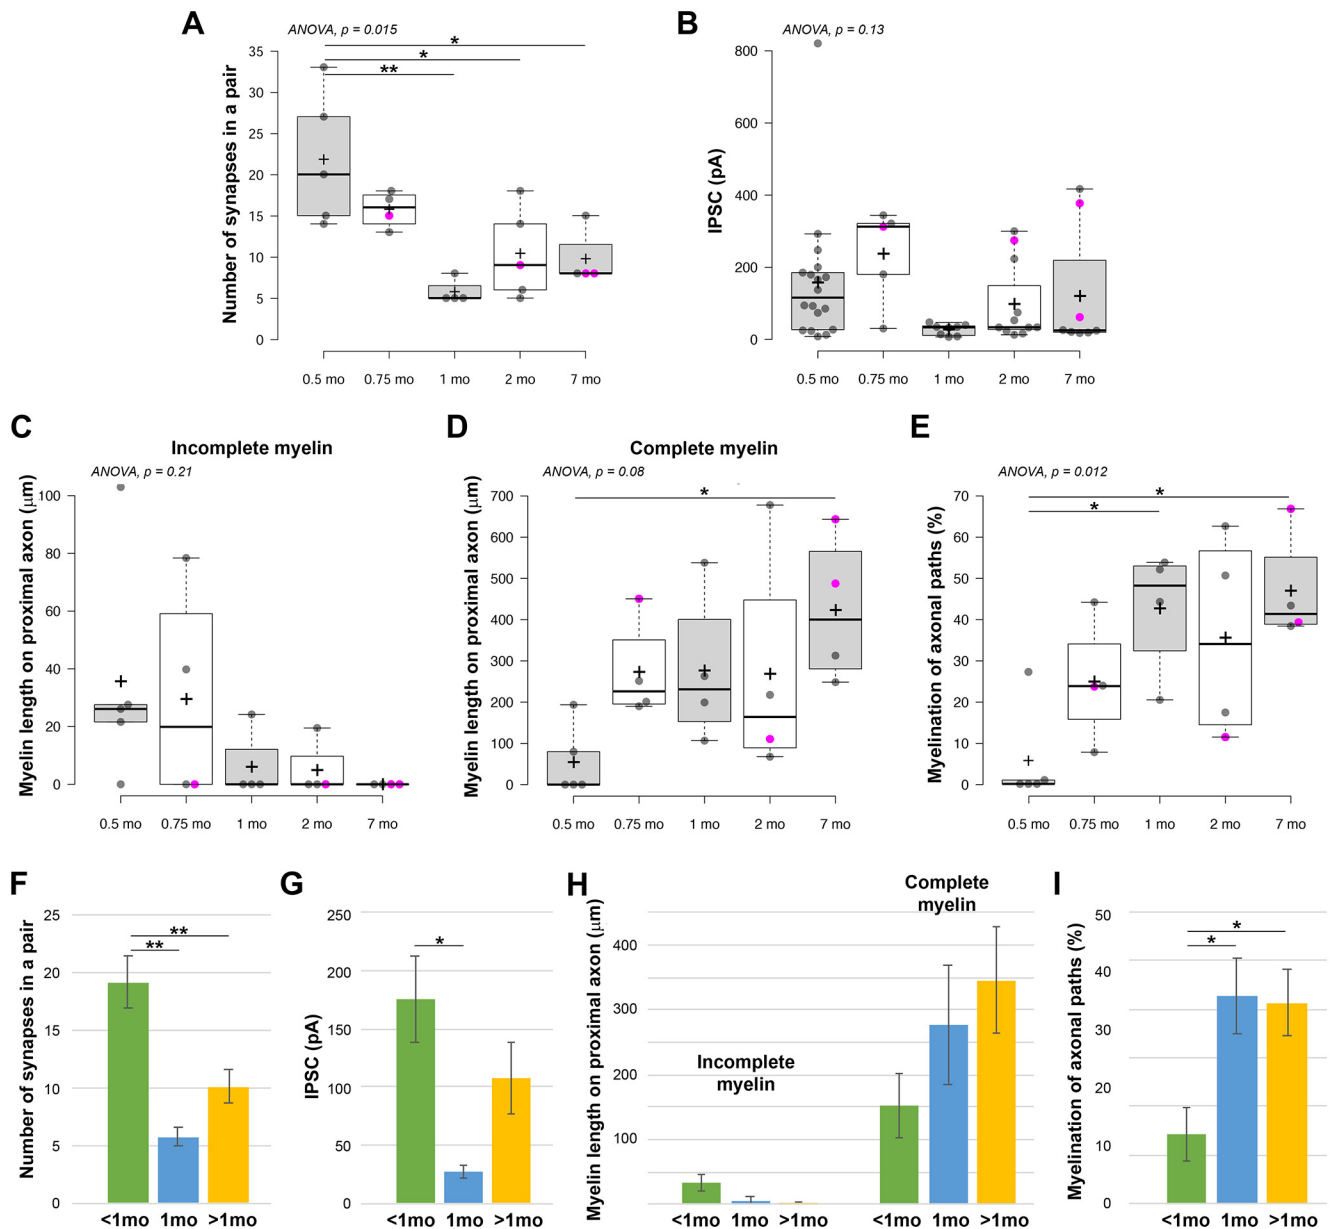 A
ANOVA, p = 0.015
Number of synapses in a pair
35
30
25
20
15
10
5
0
*
*
**
0.5 mo 0.75 mo 1 mo 2 mo 7 mo
B
ANOVA, p = 0.13
IPSC (pA)
800
600
400
200
0
0.5 mo 0.75 mo 1 mo 2 mo 7 mo
C
Incomplete myelin
ANOVA, p = 0.21
Myelin length on proximal axon (μm)
100
80
60
40
20
0
0.5 mo 0.75 mo 1 mo 2 mo 7 mo
D
Complete myelin
ANOVA, p = 0.08
Myelin length on proximal axon (μm)
700
600
500
400
300
200
100
0
*
0.5 mo 0.75 mo 1 mo 2 mo 7 mo
E
ANOVA, p = 0.012
Myelination of axonal paths (%)
70
60
50
40
30
20
10
0
*
*
0.5 mo 0.75 mo 1 mo 2 mo 7 mo
F
Number of synapses in a pair
25
20
15
10
5
0
**
**
<1mo 1mo >1mo
G
IPSC (pA)
250
200
150
100
50
0
*
<1mo 1mo >1mo
H
Myelin length on proximal axon (μm)
400
300
200
100
Complete
myelin
Incomplete
myelin
<1mo 1mo >1mo <1mo 1mo >1mo
I
Myelination of axonal paths (%)
50
40
30
20
10
0
*
*
<1mo 1mo >1mo